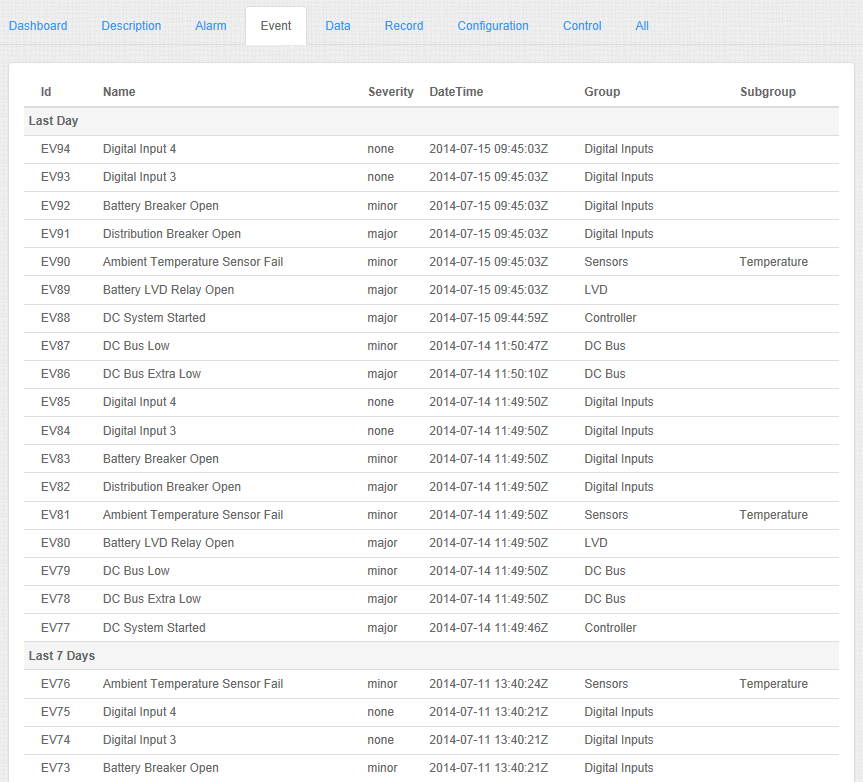 Dashboard Description Alarm Event Data Record Configuration Control All
Id Name Severity DateTime Group Subgroup
Last Day
EV94 Digital Input 4 none 2014-07-15 09:45:03Z Digital Inputs
EV93 Digital Input 3 none 2014-07-15 09:45:03Z Digital Inputs
EV92 Battery Breaker Open minor 2014-07-15 09:45:03Z Digital Inputs
EV91 Distribution Breaker Open major 2014-07-15 09:45:03Z Digital Inputs
EV90 Ambient Temperature Sensor Fail minor 2014-07-15 09:45:03Z Sensors Temperature
EV89 Battery LVD Relay Open major 2014-07-15 09:45:03Z LVD
EV88 DC System Started major 2014-07-15 09:44:59Z Controller
EV87 DC Bus Low minor 2014-07-14 11:50:47Z DC Bus
EV86 DC Bus Extra Low major 2014-07-14 11:50:10Z DC Bus
EV85 Digital Input 4 none 2014-07-14 11:49:50Z Digital Inputs
EV84 Digital Input 3 none 2014-07-14 11:49:50Z Digital Inputs
EV83 Battery Breaker Open minor 2014-07-14 11:49:50Z Digital Inputs
EV82 Distribution Breaker Open major 2014-07-14 11:49:50Z Digital Inputs
EV81 Ambient Temperature Sensor Fail minor 2014-07-14 11:49:50Z Sensors Temperature
EV80 Battery LVD Relay Open major 2014-07-14 11:49:50Z LVD
EV79 DC Bus Low minor 2014-07-14 11:49:50Z DC Bus
EV78 DC Bus Extra Low major 2014-07-14 11:49:50Z DC Bus
EV77 DC System Started major 2014-07-14 11:49:46Z Controller
Last 7 Days
EV76 Ambient Temperature Sensor Fail minor 2014-07-11 13:40:24Z Sensors Temperature
EV75 Digital Input 4 none 2014-07-11 13:40:21Z Digital Inputs
EV74 Digital Input 3 none 2014-07-11 13:40:21Z Digital Inputs
EV73 Battery Breaker Open minor 2014-07-11 13:40:21Z Digital Inputs